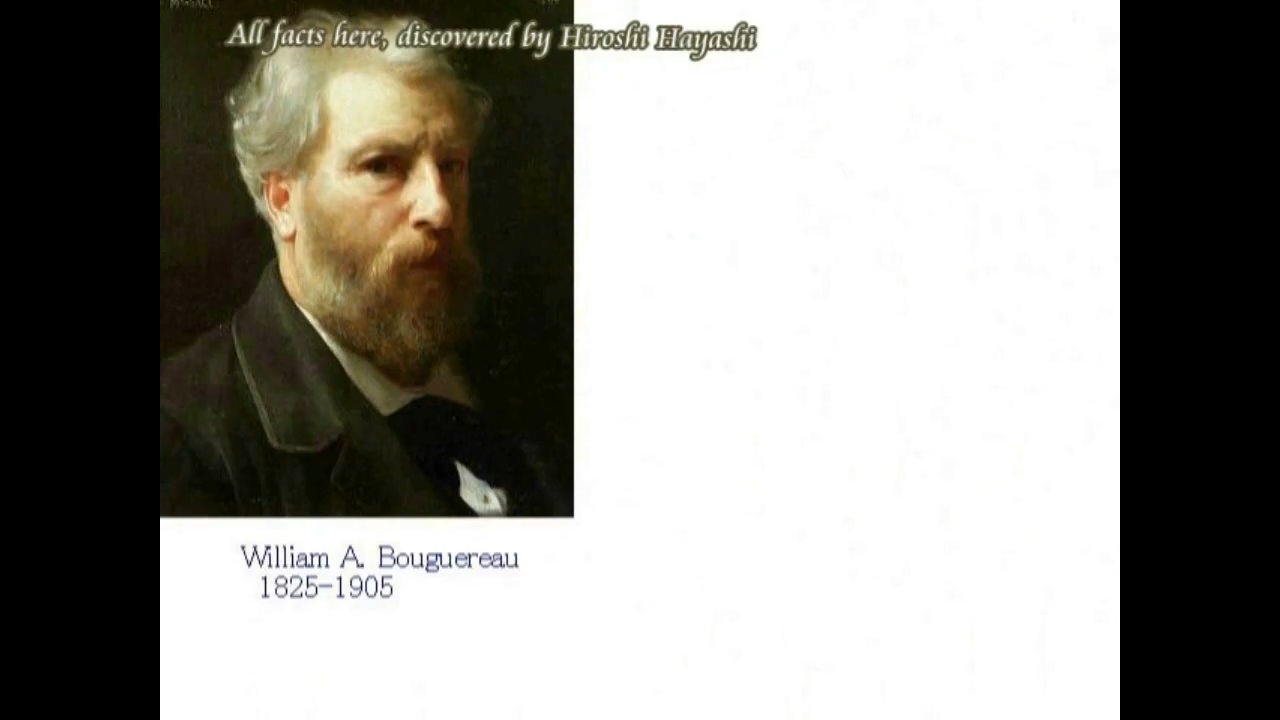 All facts here, discovered by Hiroshi Hayashi
William A. Bouguereau
1825-1905